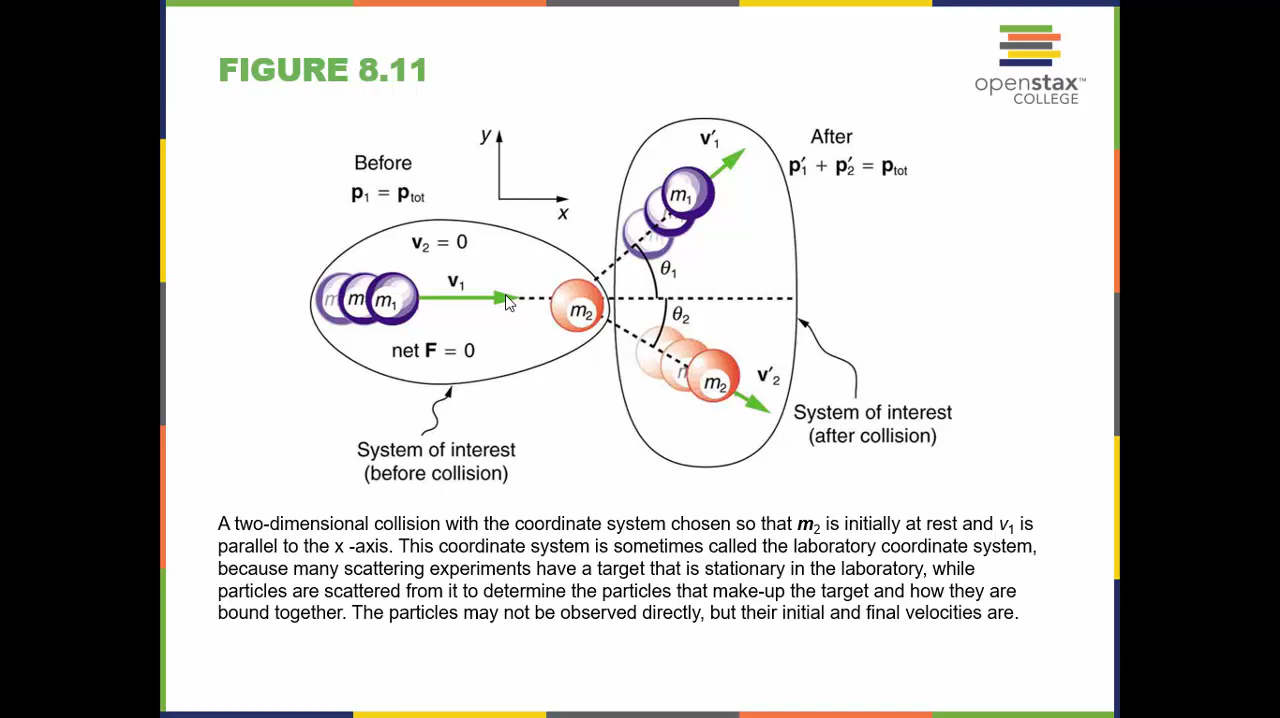 FIGURE 8.11
openstax™
COLLEGE
Before
p₁ = pₜₒₜ
y
x
v₂ = 0
v₁
m
m
m₁
m₂
net F = 0
System of interest
(before collision)
v′₁
m₁
m
θ₁
θ₂
m
m₂
v′₂
After
p′₁ + p′₂ = pₜₒₜ
System of interest
(after collision)
A two-dimensional collision with the coordinate system chosen so that m₂ is initially at rest and v₁ is
parallel to the x -axis. This coordinate system is sometimes called the laboratory coordinate system,
because many scattering experiments have a target that is stationary in the laboratory, while
particles are scattered from it to determine the particles that make-up the target and how they are
bound together. The particles may not be observed directly, but their initial and final velocities are.